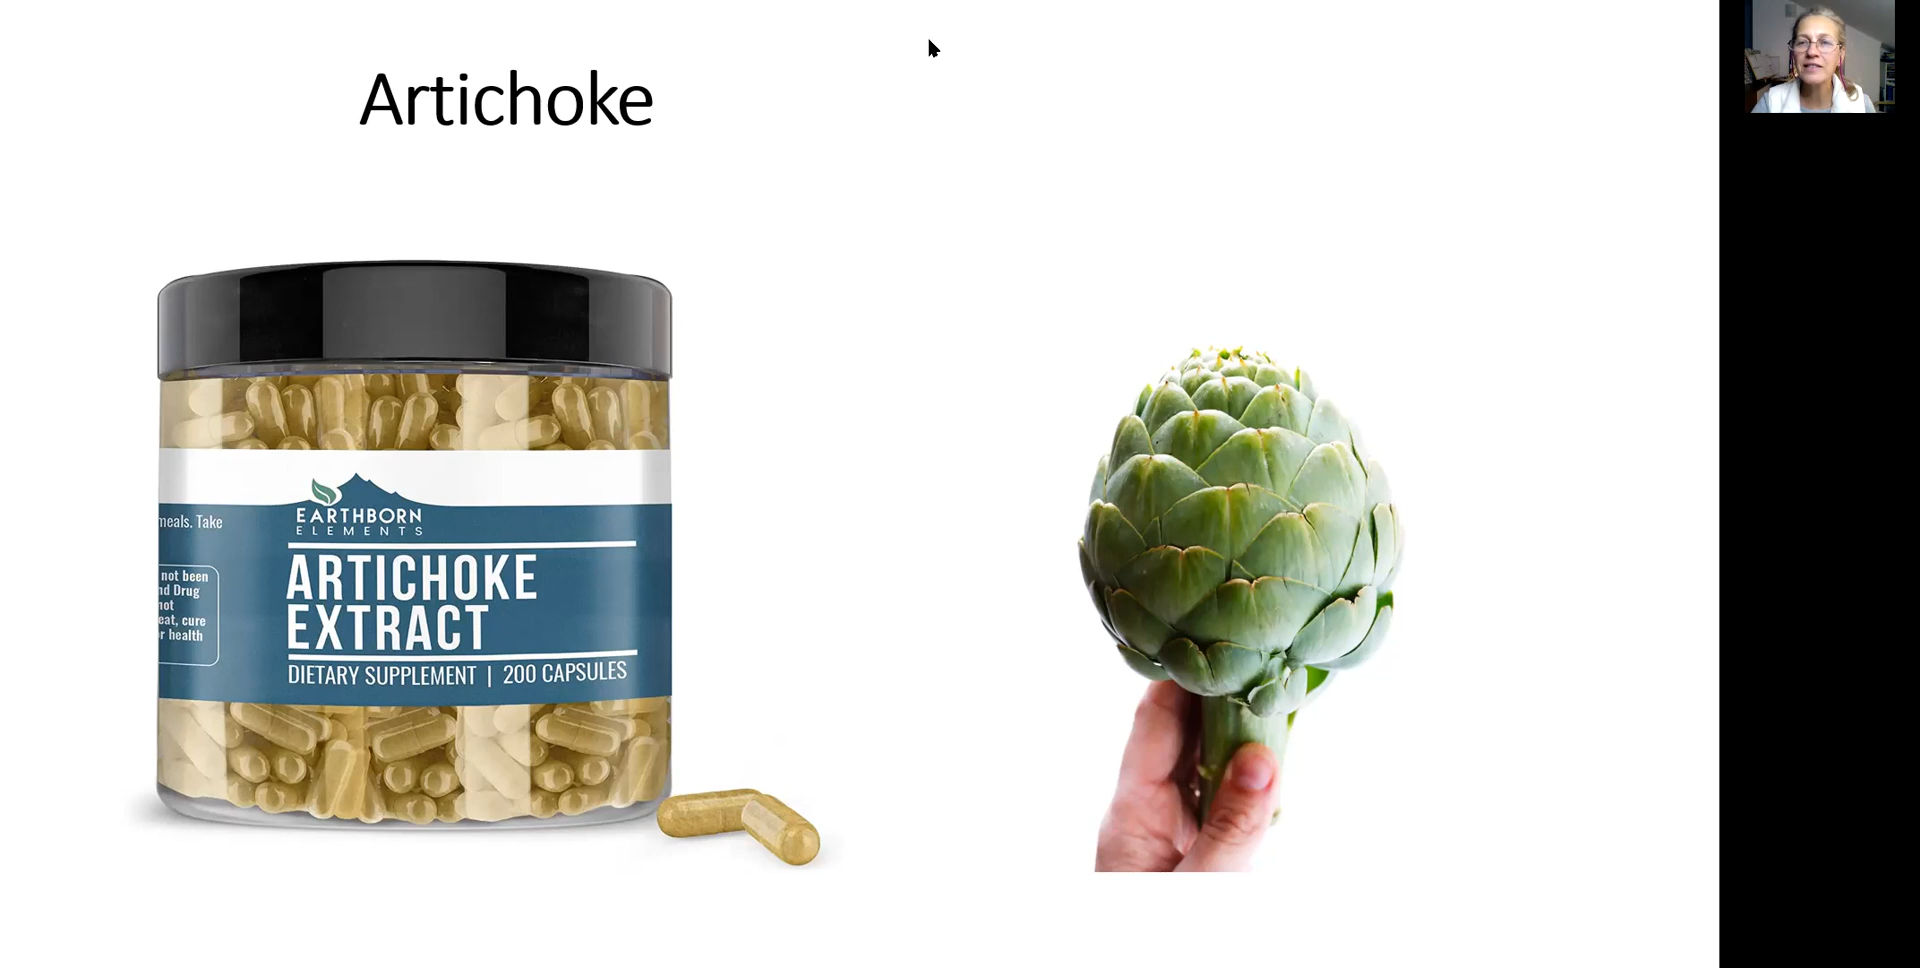 Artichoke
EARTHBORN
ELEMENTS
meals. Take
not been
nd Drug
not
eat, cure
or health
ARTICHOKE
EXTRACT
DIETARY SUPPLEMENT | 200 CAPSULES